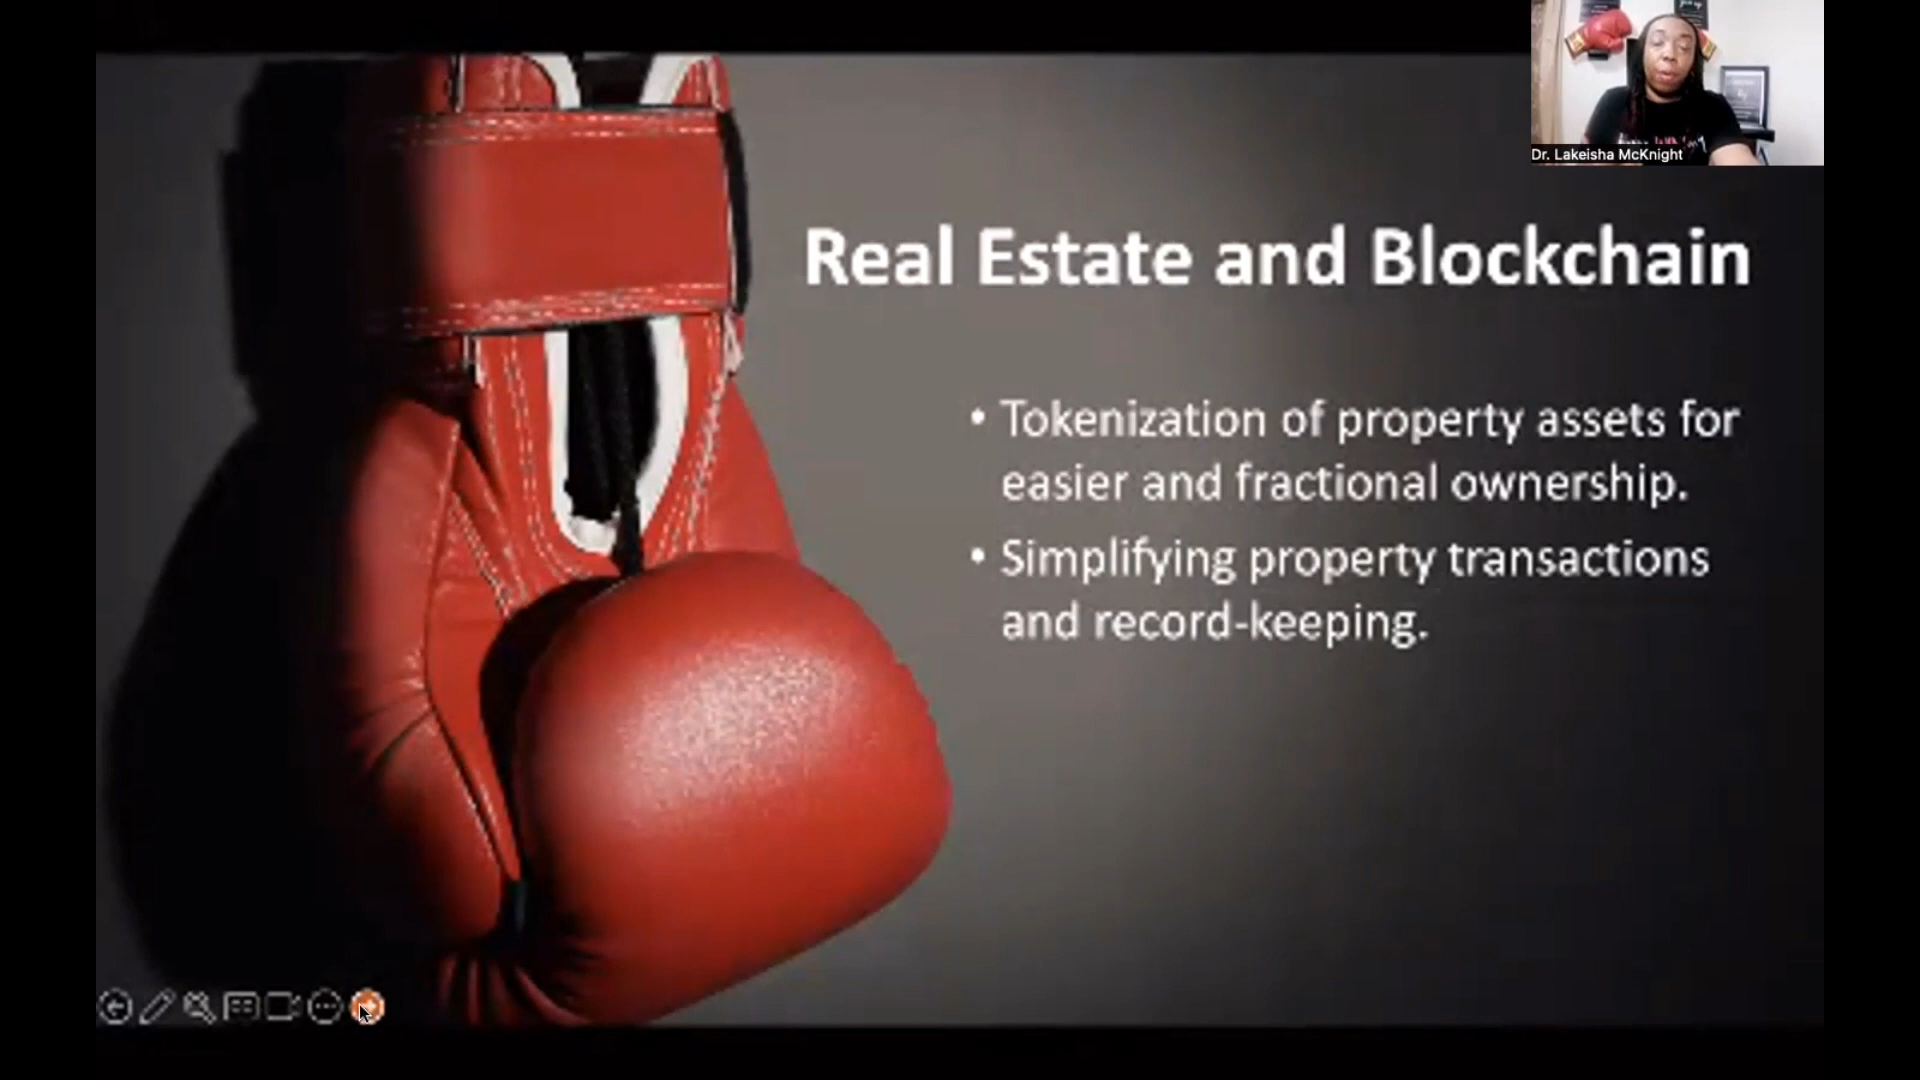 Dr. Lakeisha McKnight
Real Estate and Blockchain
• Tokenization of property assets for
easier and fractional ownership.
• Simplifying property transactions
and record-keeping.